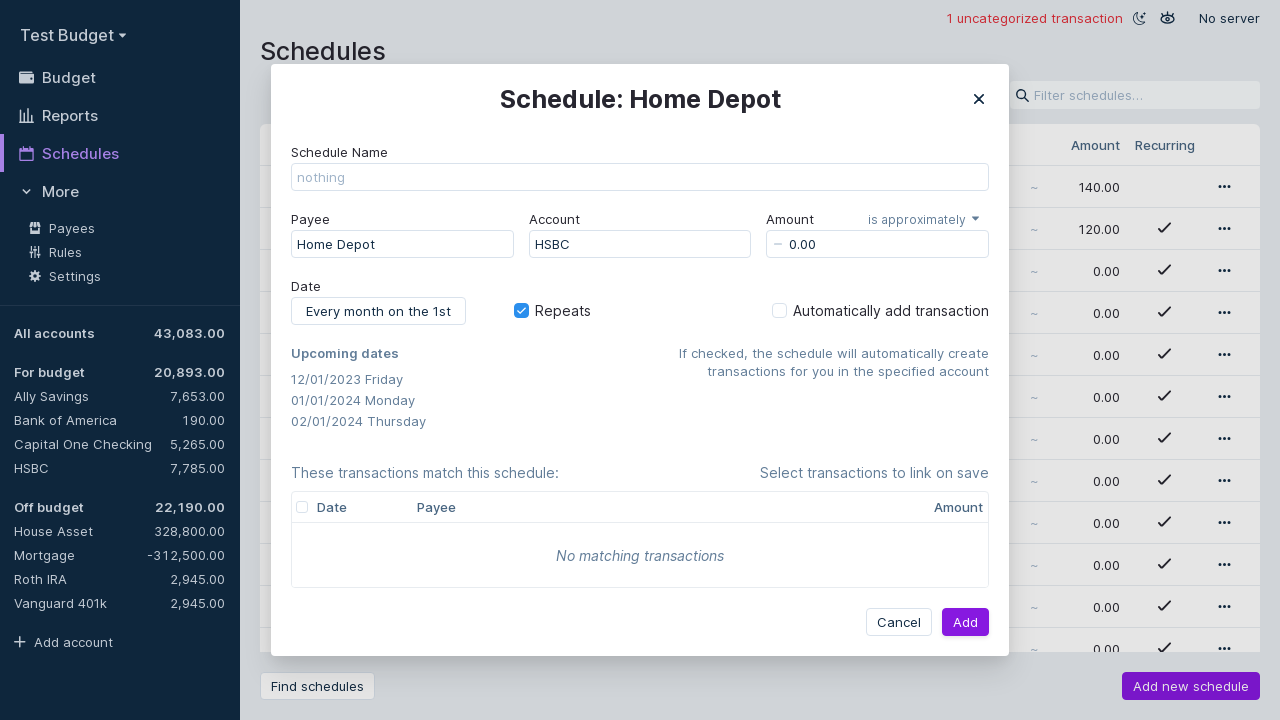 Test Budget
Budget
Reports
Schedules
More
Payees
Rules
Settings
All accounts 43,083.00
For budget 20,893.00
Ally Savings 7,653.00
Bank of America 190.00
Capital One Checking 5,265.00
HSBC 7,785.00
Off budget 22,190.00
House Asset 328,800.00
Mortgage -312,500.00
Roth IRA 2,945.00
Vanguard 401k 2,945.00
Add account
1 uncategorized transaction No server
Schedules
Filter schedules...
Amount Recurring
~ 140.00
~ 120.00
~ 0.00
~ 0.00
~ 0.00
~ 0.00
~ 0.00
~ 0.00
~ 0.00
~ 0.00
~ 0.00
~ 0.00
Find schedules Add new schedule
Schedule: Home Depot
Schedule Name
nothing
Payee Account Amount is approximately
Home Depot HSBC 0.00
Date
Every month on the 1st Repeats Automatically add transaction
Upcoming dates
12/01/2023 Friday
01/01/2024 Monday
02/01/2024 Thursday
If checked, the schedule will automatically create
transactions for you in the specified account
These transactions match this schedule: Select transactions to link on save
Date Payee Amount
No matching transactions
Cancel Add